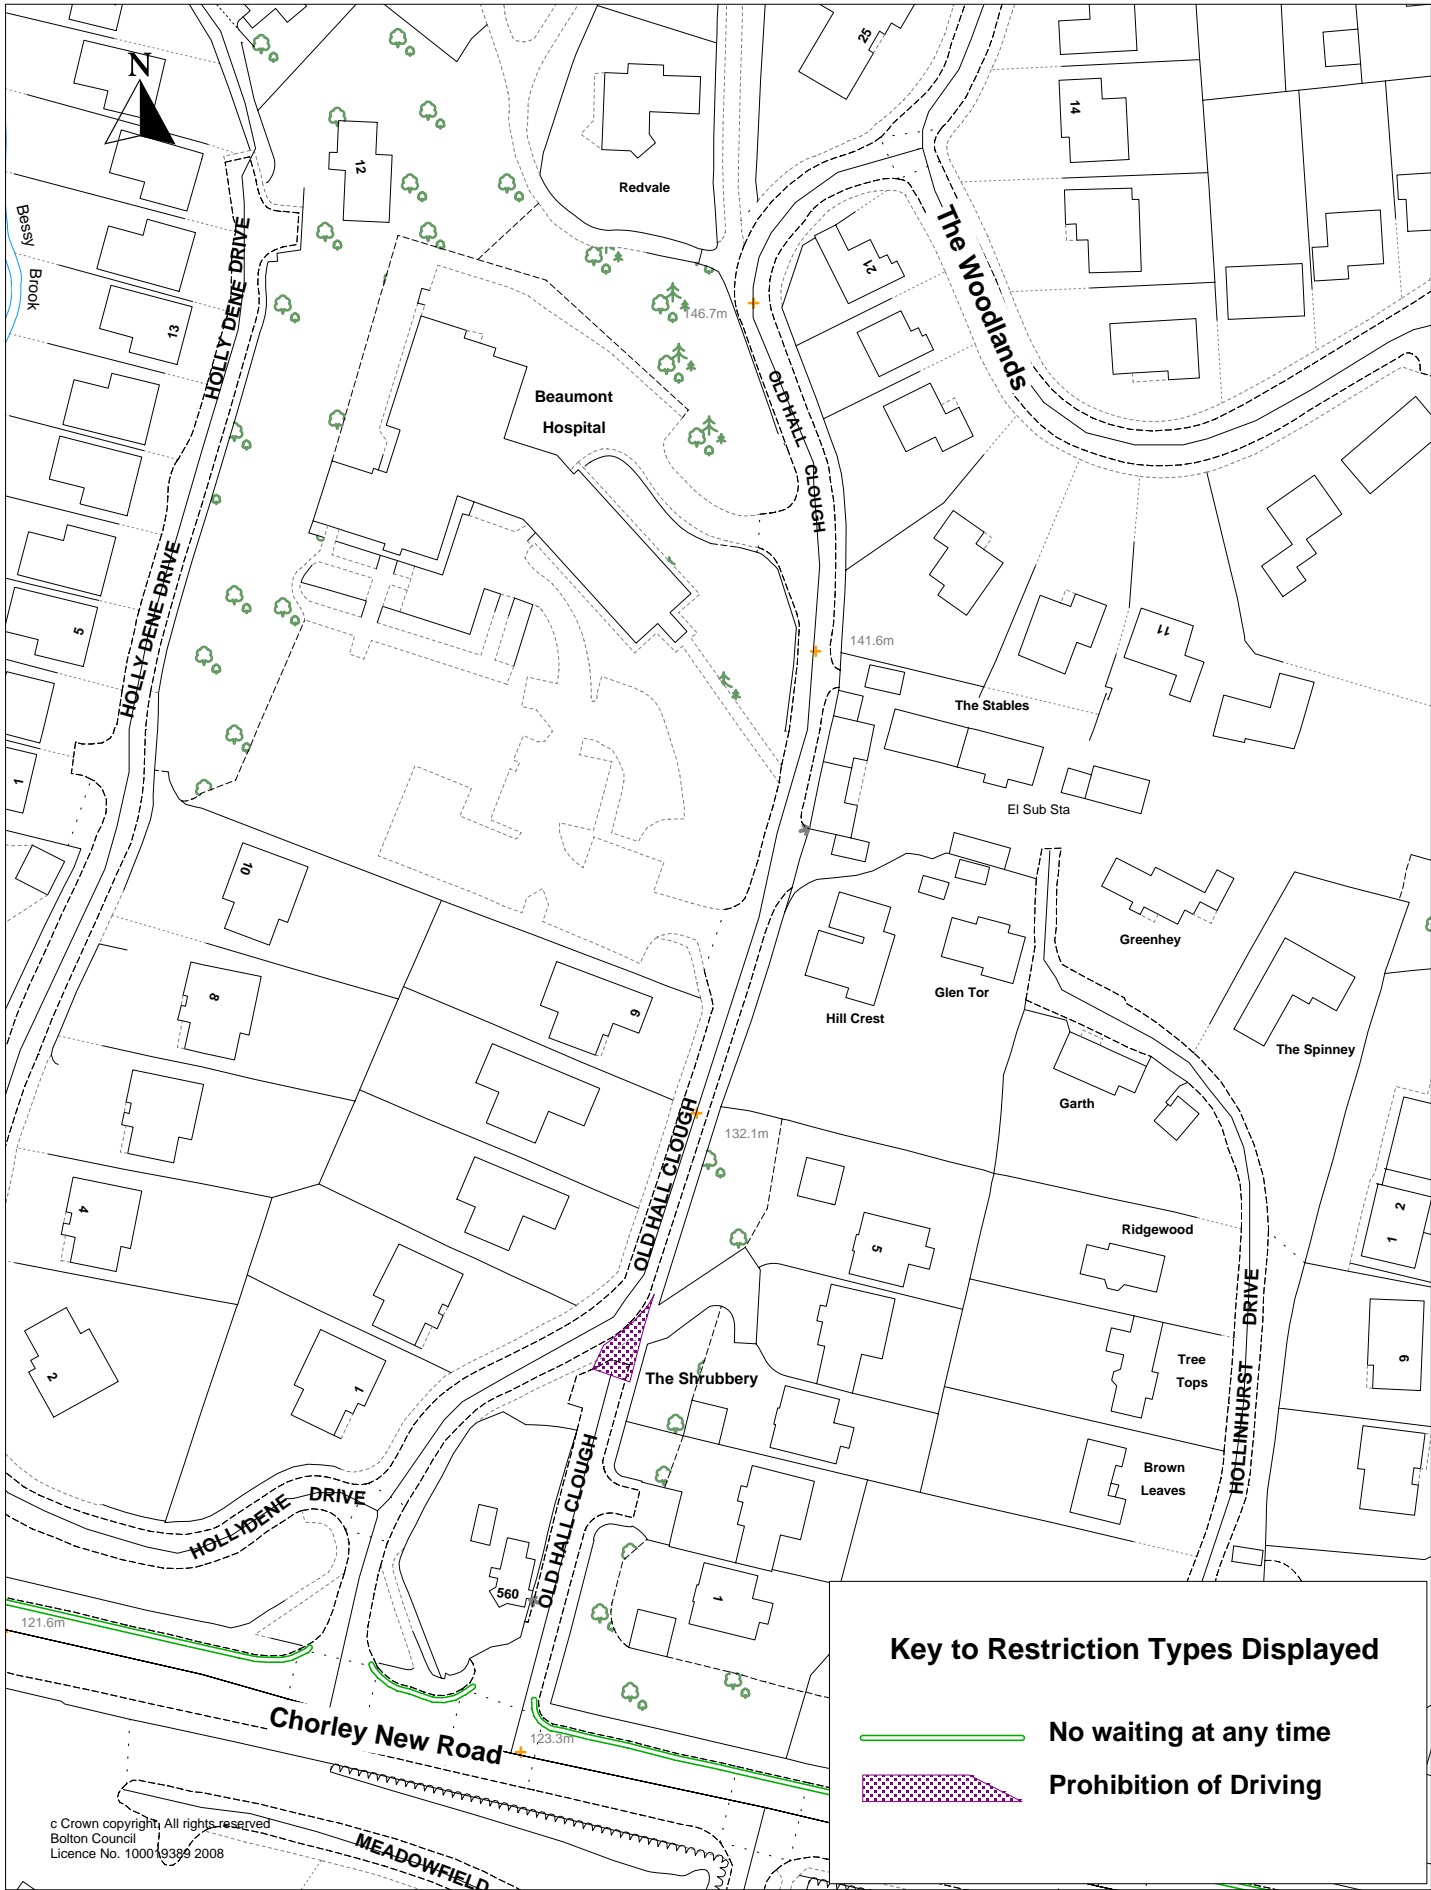 N
25
14
12
Redvale
Bessy
Brook
HOLLY DENE DRIVE
The Woodlands
21
146.7m
13
OLD HALL CLOUGH
Beaumont
Hospital
HOLLY DENE DRIVE
5
11
141.6m
The Stables
1
El Sub Sta
10
Greenhey
8
6
Glen Tor
Hill Crest
The Spinney
Garth
OLD HALL CLOUGH
132.1m
4
5
Ridgewood
2
1
HOLLINHURST DRIVE
2
1
The Shrubbery
Tree
Tops
9
OLD HALL CLOUGH
Brown
Leaves
HOLLYDENE DRIVE
560
1
121.6m
Chorley New Road
123.3m
MEADOWFIELD
Key to Restriction Types Displayed
No waiting at any time
Prohibition of Driving
c Crown copyright. All rights reserved
Bolton Council
Licence No. 100019389 2008